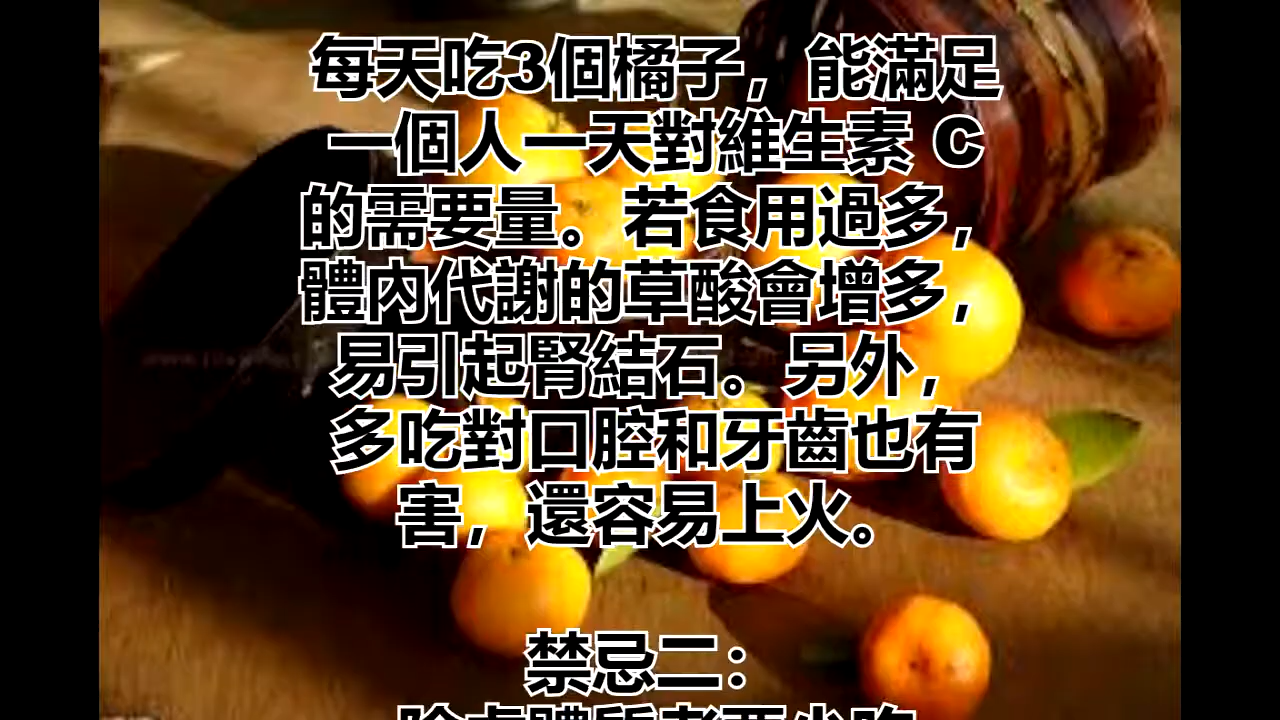 每天吃3個橘子，能滿足
一個人一天對維生素 C
的需要量。若食用過多，
體內代謝的草酸會增多，
易引起腎結石。另外，
多吃對口腔和牙齒也有
害，還容易上火。
禁忌二：